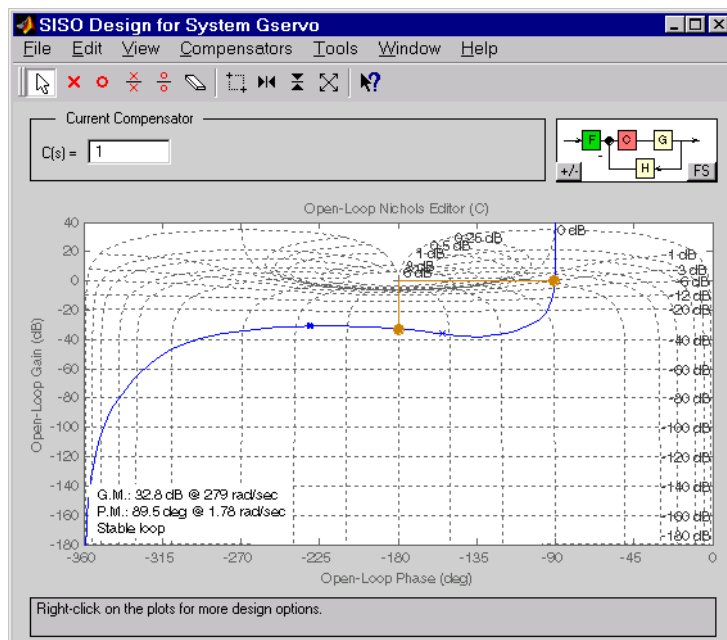 SISO Design for System Gservo
File Edit View Compensators Tools Window Help
Current Compensator
C(s) = 1
F C G
H
+/- FS
Open-Loop Nichols Editor (C)
40
20
0
-20
-40
-60
-80
-100
-120
-140
-160
-180
Open-Loop Gain (dB)
0 dB
0.25 dB
0.5 dB
1 dB
3 dB
6 dB
1 dB
-3 dB
-6 dB
-12 dB
-20 dB
-40 dB
-60 dB
-80 dB
-100 dB
-120 dB
-140 dB
-160 dB
-180 dB
G.M.: 32.8 dB @ 279 rad/sec
P.M.: 89.5 deg @ 1.78 rad/sec
Stable loop
-360 -315 -270 -225 -180 -135 -90 -45 0
Open-Loop Phase (deg)
Right-click on the plots for more design options.